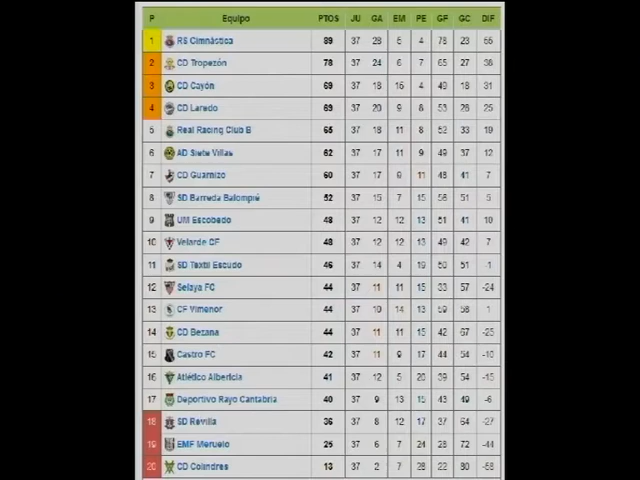 P Equipo PTOS JU GA EM PE GF GC DIF
1 RS Gimnástica 89 37 28 5 4 78 23 55
2 CD Tropezón 78 37 24 6 7 65 27 38
3 CD Cayón 69 37 18 15 4 49 18 31
4 CD Laredo 69 37 20 9 8 53 28 25
5 Real Racing Club B 65 37 18 11 8 52 33 19
6 AD Siete Villas 62 37 17 11 9 49 37 12
7 CD Guarnizo 60 37 17 9 11 48 41 7
8 SD Barreda Balompié 52 37 15 7 15 56 51 5
9 UM Escobedo 48 37 12 12 13 51 41 10
10 Velarde CF 48 37 12 12 13 49 42 7
11 SD Textil Escudo 46 37 14 4 19 50 51 -1
12 Selaya FC 44 37 11 11 15 33 57 -24
13 CF Vimenor 44 37 10 14 13 59 58 1
14 CD Bezana 44 37 11 11 15 42 67 -25
15 Castro FC 42 37 11 9 17 44 54 -10
16 Atlético Albericia 41 37 12 5 20 39 54 -15
17 Deportivo Rayo Cantabria 40 37 9 13 15 43 49 -6
18 SD Revilla 36 37 8 12 17 37 64 -27
19 EMF Meruelo 25 37 6 7 24 28 72 -44
20 CD Colindres 13 37 2 7 28 22 80 -58